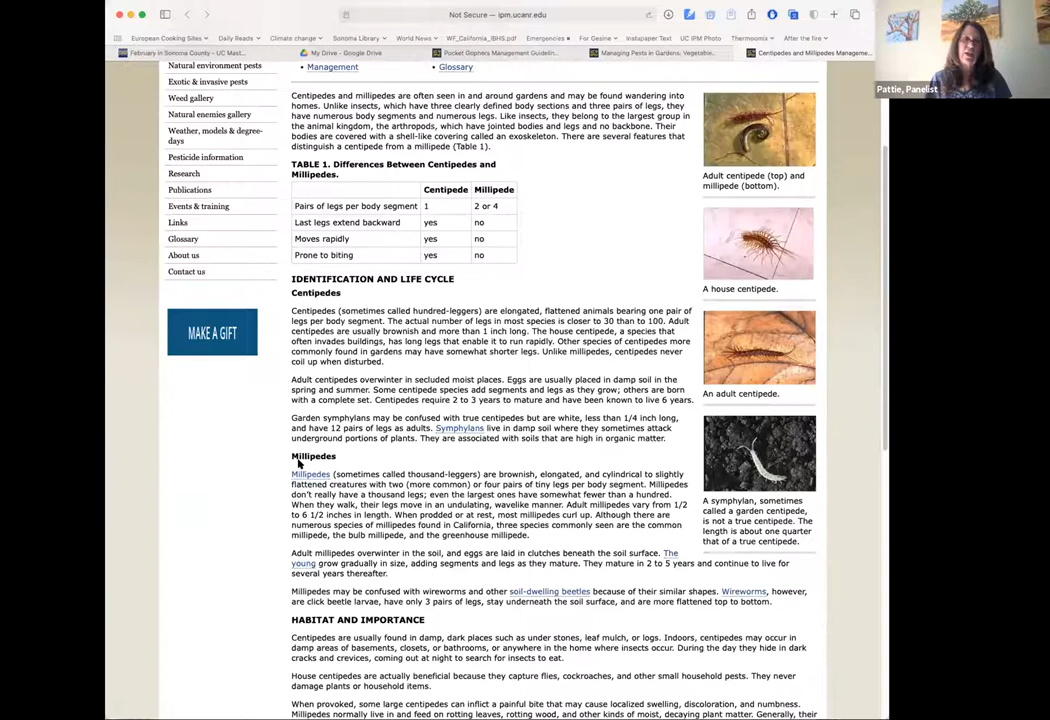 Not Secure — ipm.ucanr.edu
European Cooking Sites
Daily Reads
Climate change
Sonoma Library
World News
WF_California_IBHS.pdf
Emergencies
For Gesine
Instapaper Text
UC IPM Photo
Thermoomix
After the fire
February in Sonoma County - UC Mast...
My Drive - Google Drive
Pocket Gophers Management Guidelin...
Managing Pests in Gardens: Vegetable...
Centipedes and Millipedes Manageme...
Pattie, Panelist
Natural environment pests
Exotic & invasive pests
Weed gallery
Natural enemies gallery
Weather, models & degree-
days
Pesticide information
Research
Publications
Events & training
Links
Glossary
About us
Contact us
MAKE A GIFT
• Management
• Glossary
Centipedes and millipedes are often seen in and around gardens and may be found wandering into
homes. Unlike insects, which have three clearly defined body sections and three pairs of legs, they
have numerous body segments and numerous legs. Like insects, they belong to the largest group in
the animal kingdom, the arthropods, which have jointed bodies and legs and no backbone. Their
bodies are covered with a shell-like covering called an exoskeleton. There are several features that
distinguish a centipede from a millipede (Table 1).
TABLE 1. Differences Between Centipedes and
Millipedes.
Centipede Millipede
Pairs of legs per body segment 1 2 or 4
Last legs extend backward yes no
Moves rapidly yes no
Prone to biting yes no
IDENTIFICATION AND LIFE CYCLE
Centipedes
Centipedes (sometimes called hundred-leggers) are elongated, flattened animals bearing one pair of
legs per body segment. The actual number of legs in most species is closer to 30 than to 100. Adult
centipedes are usually brownish and more than 1 inch long. The house centipede, a species that
often invades buildings, has long legs that enable it to run rapidly. Other species of centipedes more
commonly found in gardens may have somewhat shorter legs. Unlike millipedes, centipedes never
coil up when disturbed.
Adult centipedes overwinter in secluded moist places. Eggs are usually placed in damp soil in the
spring and summer. Some centipede species add segments and legs as they grow; others are born
with a complete set. Centipedes require 2 to 3 years to mature and have been known to live 6 years.
Garden symphylans may be confused with true centipedes but are white, less than 1/4 inch long,
and have 12 pairs of legs as adults. Symphylans live in damp soil where they sometimes attack
underground portions of plants. They are associated with soils that are high in organic matter.
Millipedes
Millipedes (sometimes called thousand-leggers) are brownish, elongated, and cylindrical to slightly
flattened creatures with two (more common) or four pairs of tiny legs per body segment. Millipedes
don't really have a thousand legs; even the largest ones have somewhat fewer than a hundred.
When they walk, their legs move in an undulating, wavelike manner. Adult millipedes vary from 1/2
to 6 1/2 inches in length. When prodded or at rest, most millipedes curl up. Although there are
numerous species of millipedes found in California, three species commonly seen are the common
millipede, the bulb millipede, and the greenhouse millipede.
Adult millipedes overwinter in the soil, and eggs are laid in clutches beneath the soil surface. The
young grow gradually in size, adding segments and legs as they mature. They mature in 2 to 5 years and continue to live for
several years thereafter.
Millipedes may be confused with wireworms and other soil-dwelling beetles because of their similar shapes. Wireworms, however,
are click beetle larvae, have only 3 pairs of legs, stay underneath the soil surface, and are more flattened top to bottom.
HABITAT AND IMPORTANCE
Centipedes are usually found in damp, dark places such as under stones, leaf mulch, or logs. Indoors, centipedes may occur in
damp areas of basements, closets, or bathrooms, or anywhere in the home where insects occur. During the day they hide in dark
cracks and crevices, coming out at night to search for insects to eat.
House centipedes are actually beneficial because they capture flies, cockroaches, and other small household pests. They never
damage plants or household items.
When provoked, some large centipedes can inflict a painful bite that may cause localized swelling, discoloration, and numbness.
Millipedes normally live in and feed on rotting leaves, rotting wood, and other kinds of moist, decaying plant matter. Generally, their
Adult centipede (top) and
millipede (bottom).
A house centipede.
An adult centipede.
A symphylan, sometimes
called a garden centipede,
is not a true centipede. The
length is about one quarter
that of a true centipede.